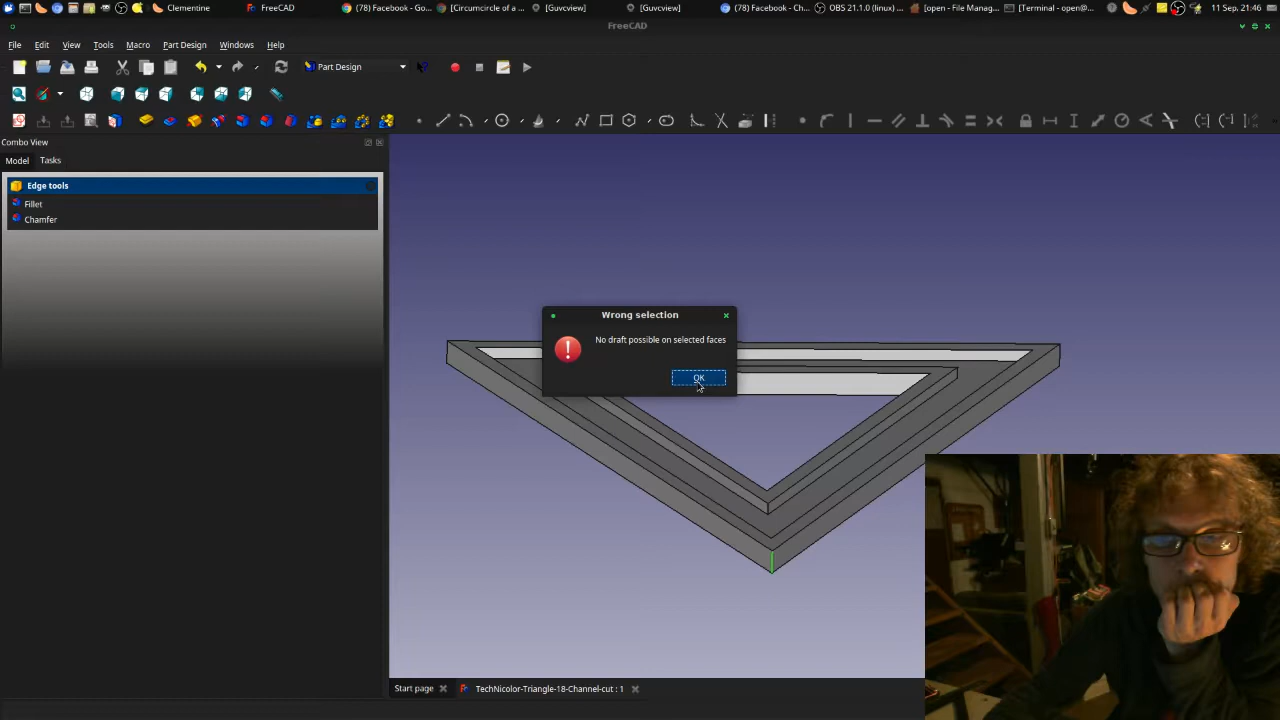 Clementine
FreeCAD
(78) Facebook - Go...
[Circumcircle of a ...
[Guvcview]
[Guvcview]
(78) Facebook - Ch...
OBS 21.1.0 (linux) ...
[open - File Manag...
[Terminal - open@...
11 Sep, 21:46
FreeCAD
File Edit View Tools Macro Part Design Windows Help
Part Design
Combo View
Model Tasks
Edge tools
Fillet
Chamfer
Wrong selection
No draft possible on selected faces
OK
Start page
TechNicolor-Triangle-18-Channel-cut : 1